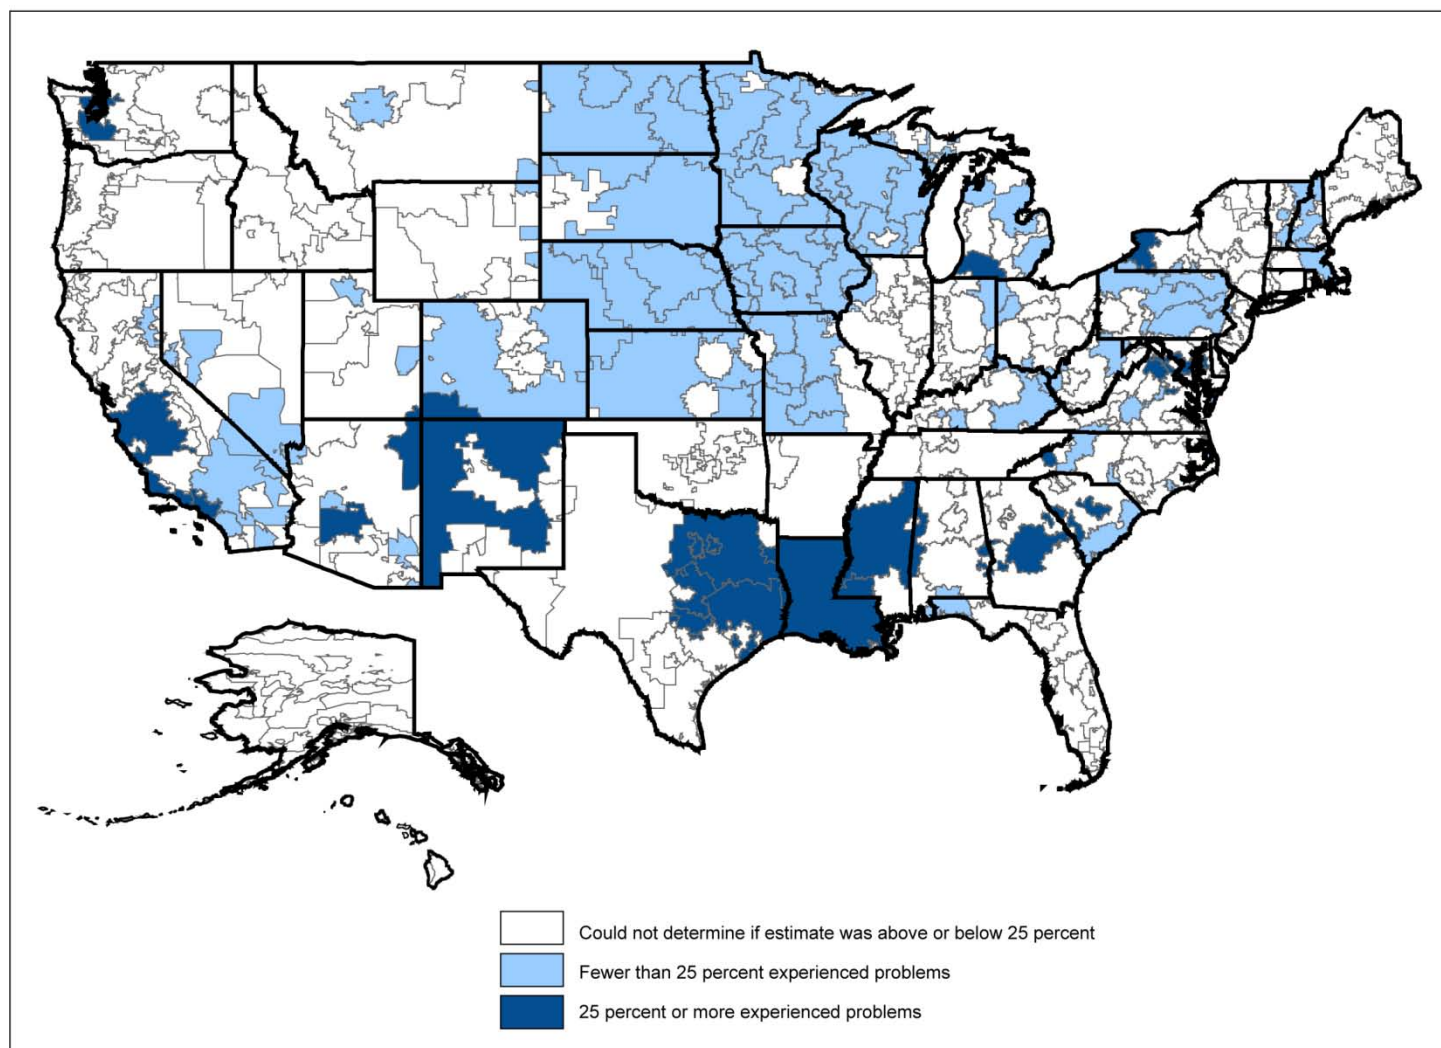 Could not determine if estimate was above or below 25 percent
Fewer than 25 percent experienced problems
25 percent or more experienced problems